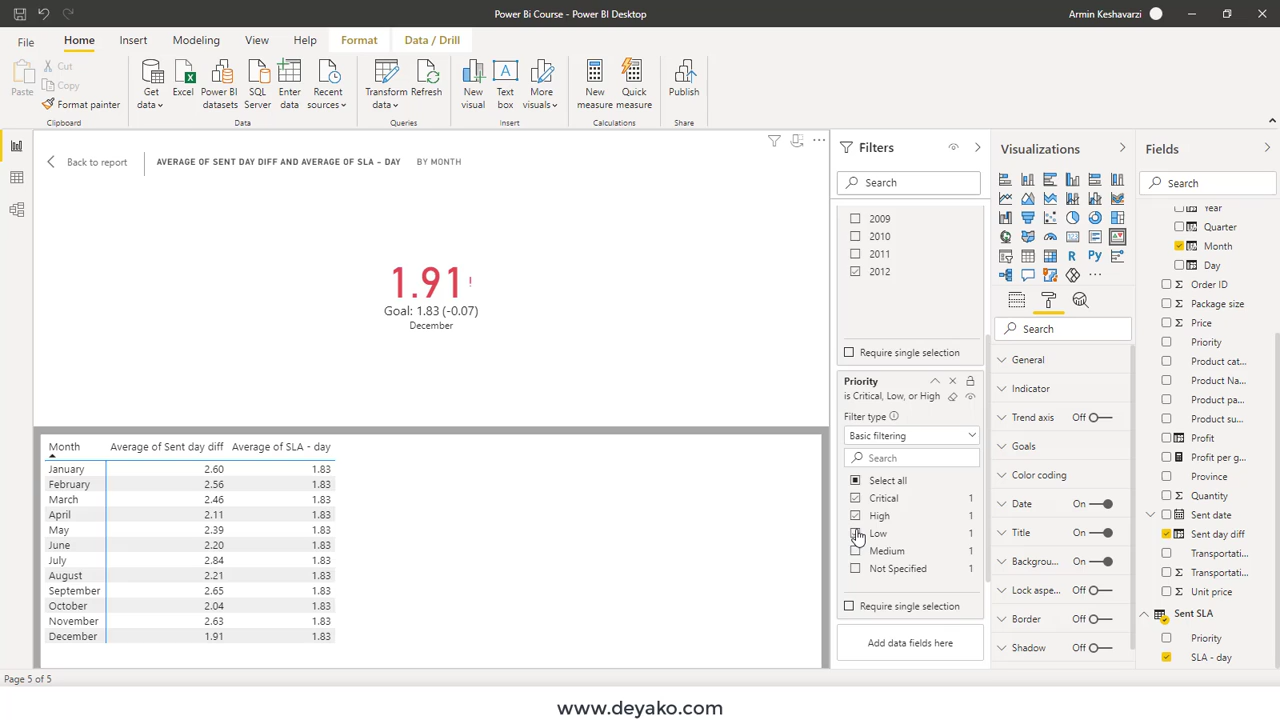 Power Bi Course - Power BI Desktop
Armin Keshavarzi
File
Home
Insert
Modeling
View
Help
Format
Data / Drill
Paste
Cut
Copy
Format painter
Clipboard
Get data
Excel
Power BI datasets
SQL Server
Enter data
Recent sources
Data
Transform data
Refresh
Queries
New visual
Text box
More visuals
Insert
New measure
Quick measure
Calculations
Publish
Share
Back to report
AVERAGE OF SENT DAY DIFF AND AVERAGE OF SLA - DAY BY MONTH
1.91!
Goal: 1.83 (-0.07)
December
Month Average of Sent day diff Average of SLA - day
January 2.60 1.83
February 2.56 1.83
March 2.46 1.83
April 2.11 1.83
May 2.39 1.83
June 2.20 1.83
July 2.84 1.83
August 2.21 1.83
September 2.65 1.83
October 2.04 1.83
November 2.63 1.83
December 1.91 1.83
Filters
Search
2009
2010
2011
2012
Require single selection
Priority
is Critical, Low, or High
Filter type
Basic filtering
Search
Select all
Critical 1
High 1
Low 1
Medium 1
Not Specified 1
Require single selection
Add data fields here
Visualizations
R Py
Search
General
Indicator
Trend axis Off
Goals
Color coding
Date On
Title On
Backgrou... On
Lock aspe... Off
Border Off
Shadow Off
Fields
Search
Year
Quarter
Month
Day
Order ID
Package size
Price
Priority
Product cat...
Product Na...
Product pa...
Product su...
Profit
Profit per g...
Province
Quantity
Sent date
Sent day diff
Transportati...
Transportati...
Unit price
Sent SLA
Priority
SLA - day
Page 5 of 5
www.deyako.com